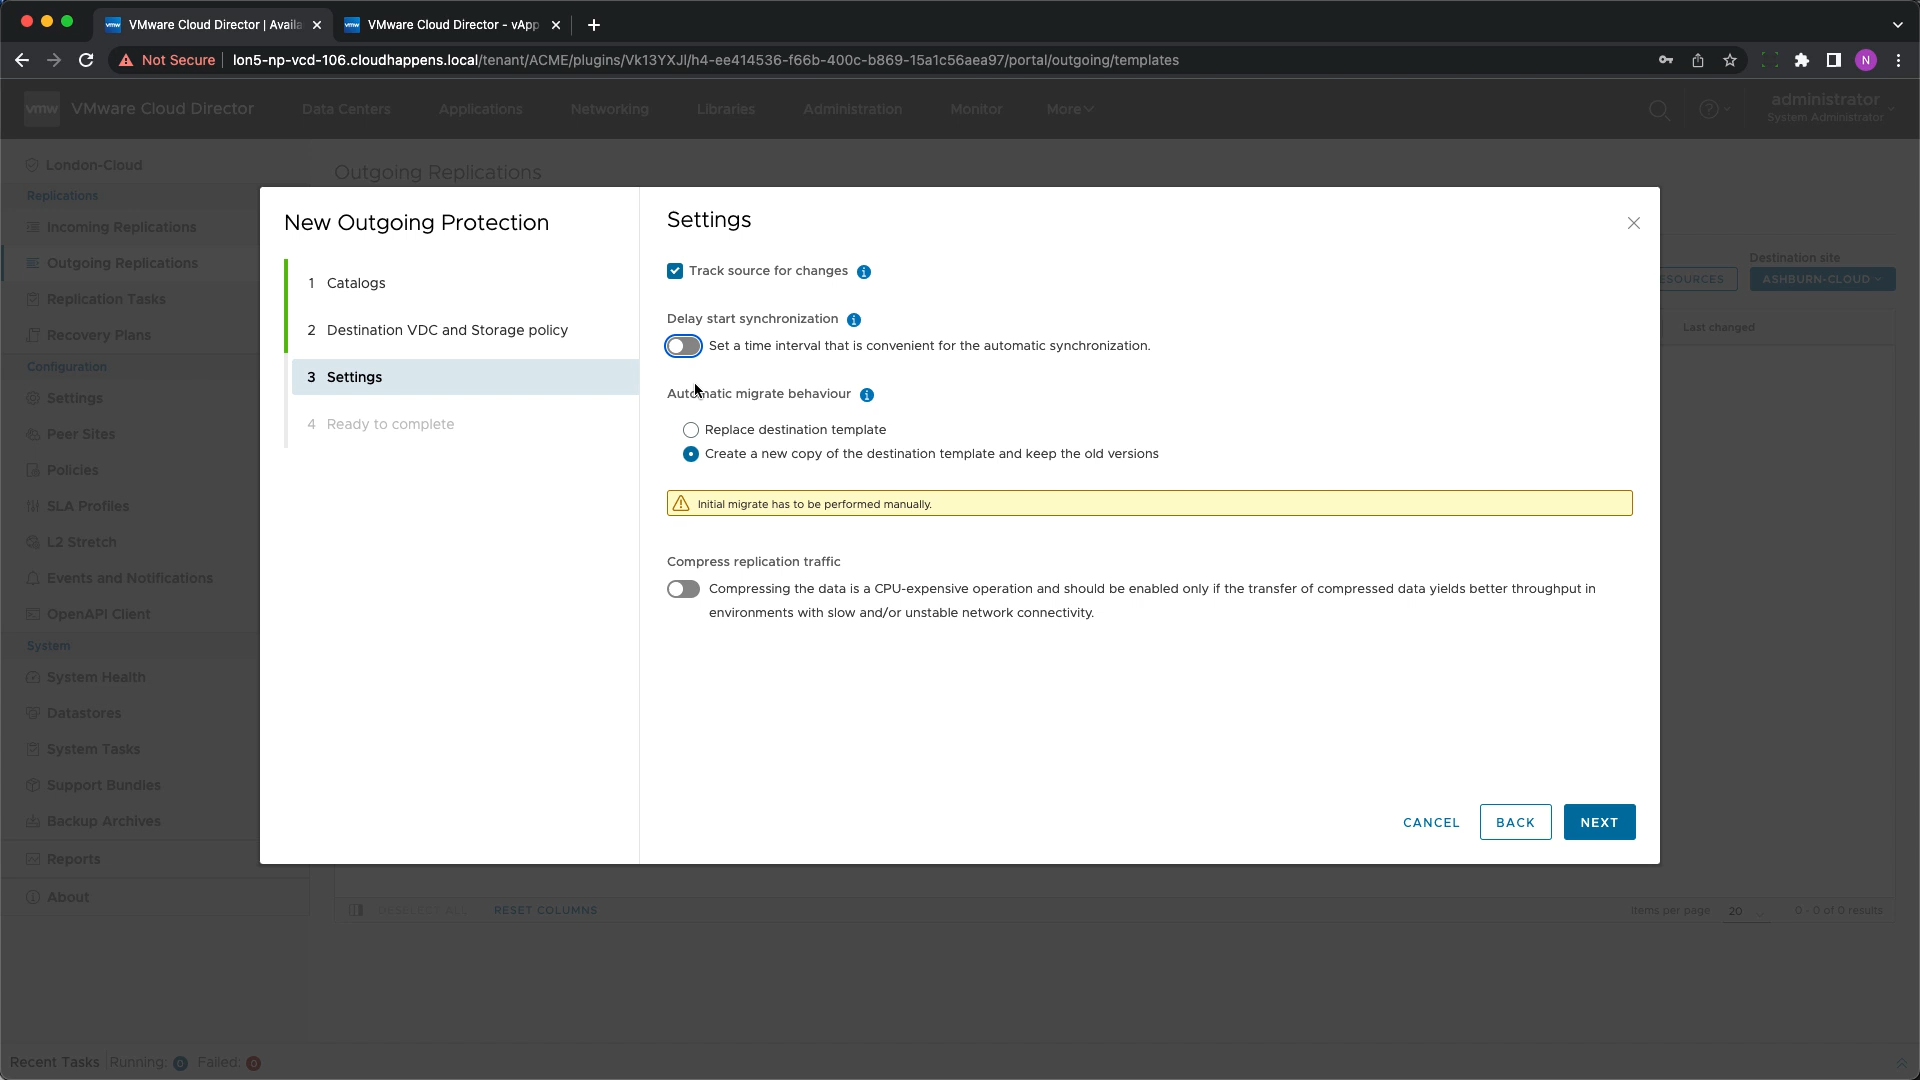 VMware Cloud Director | Availa
VMware Cloud Director - vApp
Not Secure
lon5-np-vcd-106.cloudhappens.local/tenant/ACME/plugins/Vk13YXJl/h4-ee414536-f66b-400c-b869-15a1c56aea97/portal/outgoing/templates
N
vmw
VMware Cloud Director
Data Centers
Applications
Networking
Libraries
Administration
Monitor
More
administrator
System Administrator
London-Cloud
Replications
Incoming Replications
Outgoing Replications
Replication Tasks
Recovery Plans
Configuration
Settings
Peer Sites
Policies
SLA Profiles
L2 Stretch
Events and Notifications
OpenAPI Client
System
System Health
Datastores
System Tasks
Support Bundles
Backup Archives
Reports
About
Outgoing Replications
Destination site
ESOURCES
ASHBURN-CLOUD
Last changed
New Outgoing Protection
1 Catalogs
2 Destination VDC and Storage policy
3 Settings
4 Ready to complete
Settings
Track source for changes
Delay start synchronization
Set a time interval that is convenient for the automatic synchronization.
Automatic migrate behaviour
Replace destination template
Create a new copy of the destination template and keep the old versions
Initial migrate has to be performed manually.
Compress replication traffic
Compressing the data is a CPU-expensive operation and should be enabled only if the transfer of compressed data yields better throughput in
environments with slow and/or unstable network connectivity.
CANCEL
BACK
NEXT
DESELECT ALL
RESET COLUMNS
Items per page
20
0 - 0 of 0 results
Recent Tasks
Running: 0
Failed: 0